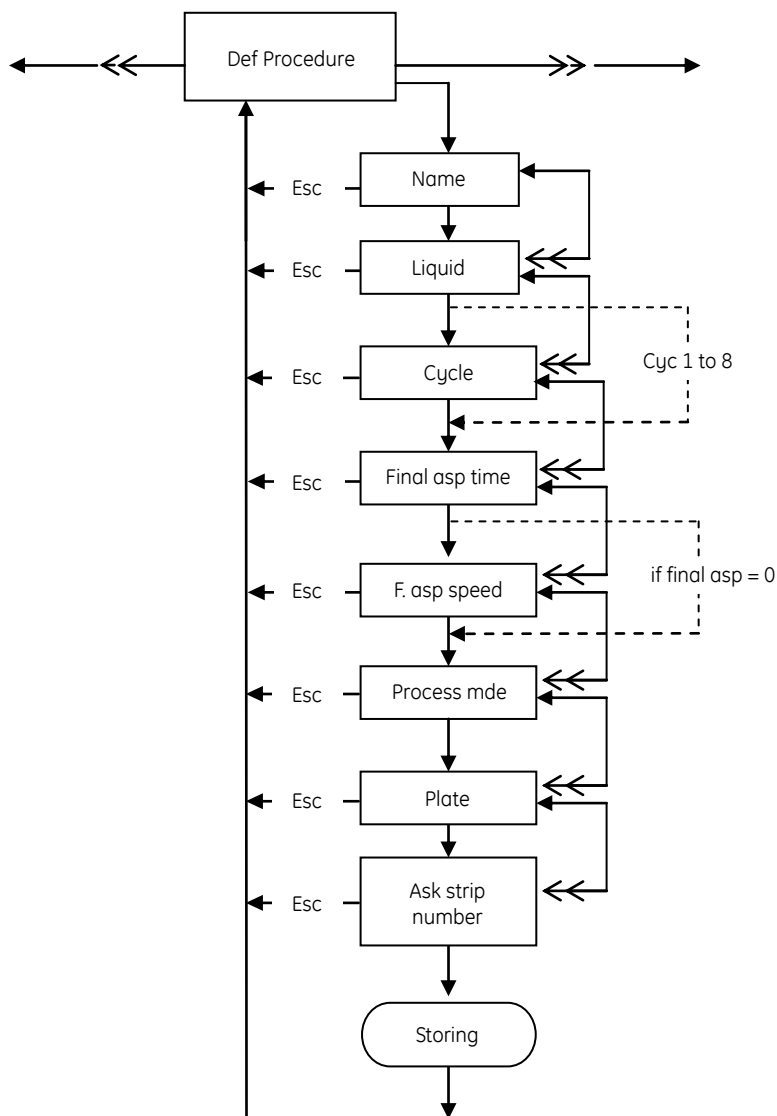 Def Procedure
Esc
Name
Esc
Liquid
Cyc 1 to 8
Esc
Cycle
Esc
Final asp time
if final asp = 0
Esc
F. asp speed
Esc
Process mde
Esc
Plate
Esc
Ask strip
number
Storing